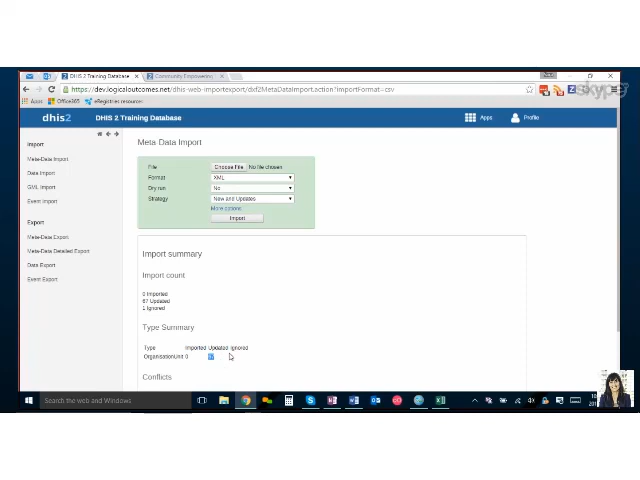 DHIS 2 Training Database
Community Empowering
https://dev.logicaloutcomes.net/dhis-web-importexport/dxf2MetaDataImport.action?importFormat=csv
skype
Apps
Office365
eRegistries resources
dhis2
DHIS 2 Training Database
Apps
Profile
Import
Meta-Data Import
Data Import
GML Import
Event Import
Export
Meta-Data Export
Meta-Data Detailed Export
Data Export
Event Export
Meta Data Import
File Choose File No file chosen
Format XML
Dry run No
Strategy New and Updates
More options
Import
Import summary
Import count
0 Imported
87 Updated
1 Ignored
Type Summary
Type Imported Updated Ignored
OrganisationUnit 0
Conflicts
Search the web and Windows